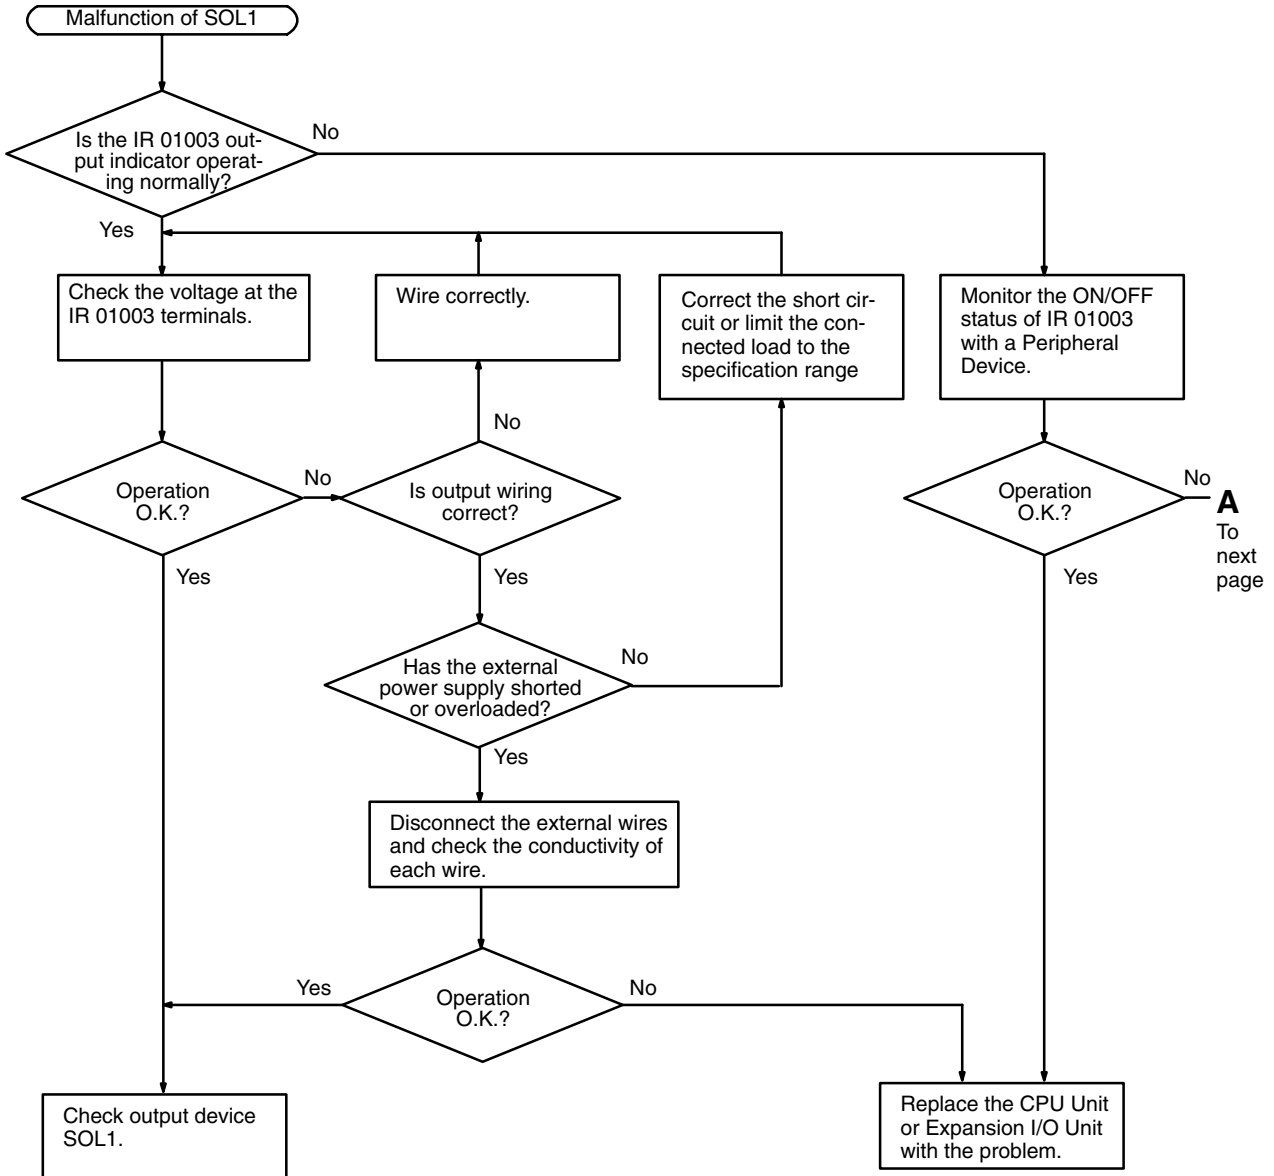 Malfunction of SOL1
Is the IR 01003 out-
put indicator operat-
ing normally?
No
Yes
Check the voltage at the
IR 01003 terminals.
Wire correctly.
Correct the short cir-
cuit or limit the con-
nected load to the
specification range
Monitor the ON/OFF
status of IR 01003
with a Peripheral
Device.
No
Operation
O.K.?
No
Is output wiring
correct?
Operation
O.K.?
No
A
To
next
page
Yes
Yes
Yes
Has the external
power supply shorted
or overloaded?
No
Yes
Disconnect the external wires
and check the conductivity of
each wire.
Yes
Operation
O.K.?
No
Check output device
SOL1.
Replace the CPU Unit
or Expansion I/O Unit
with the problem.